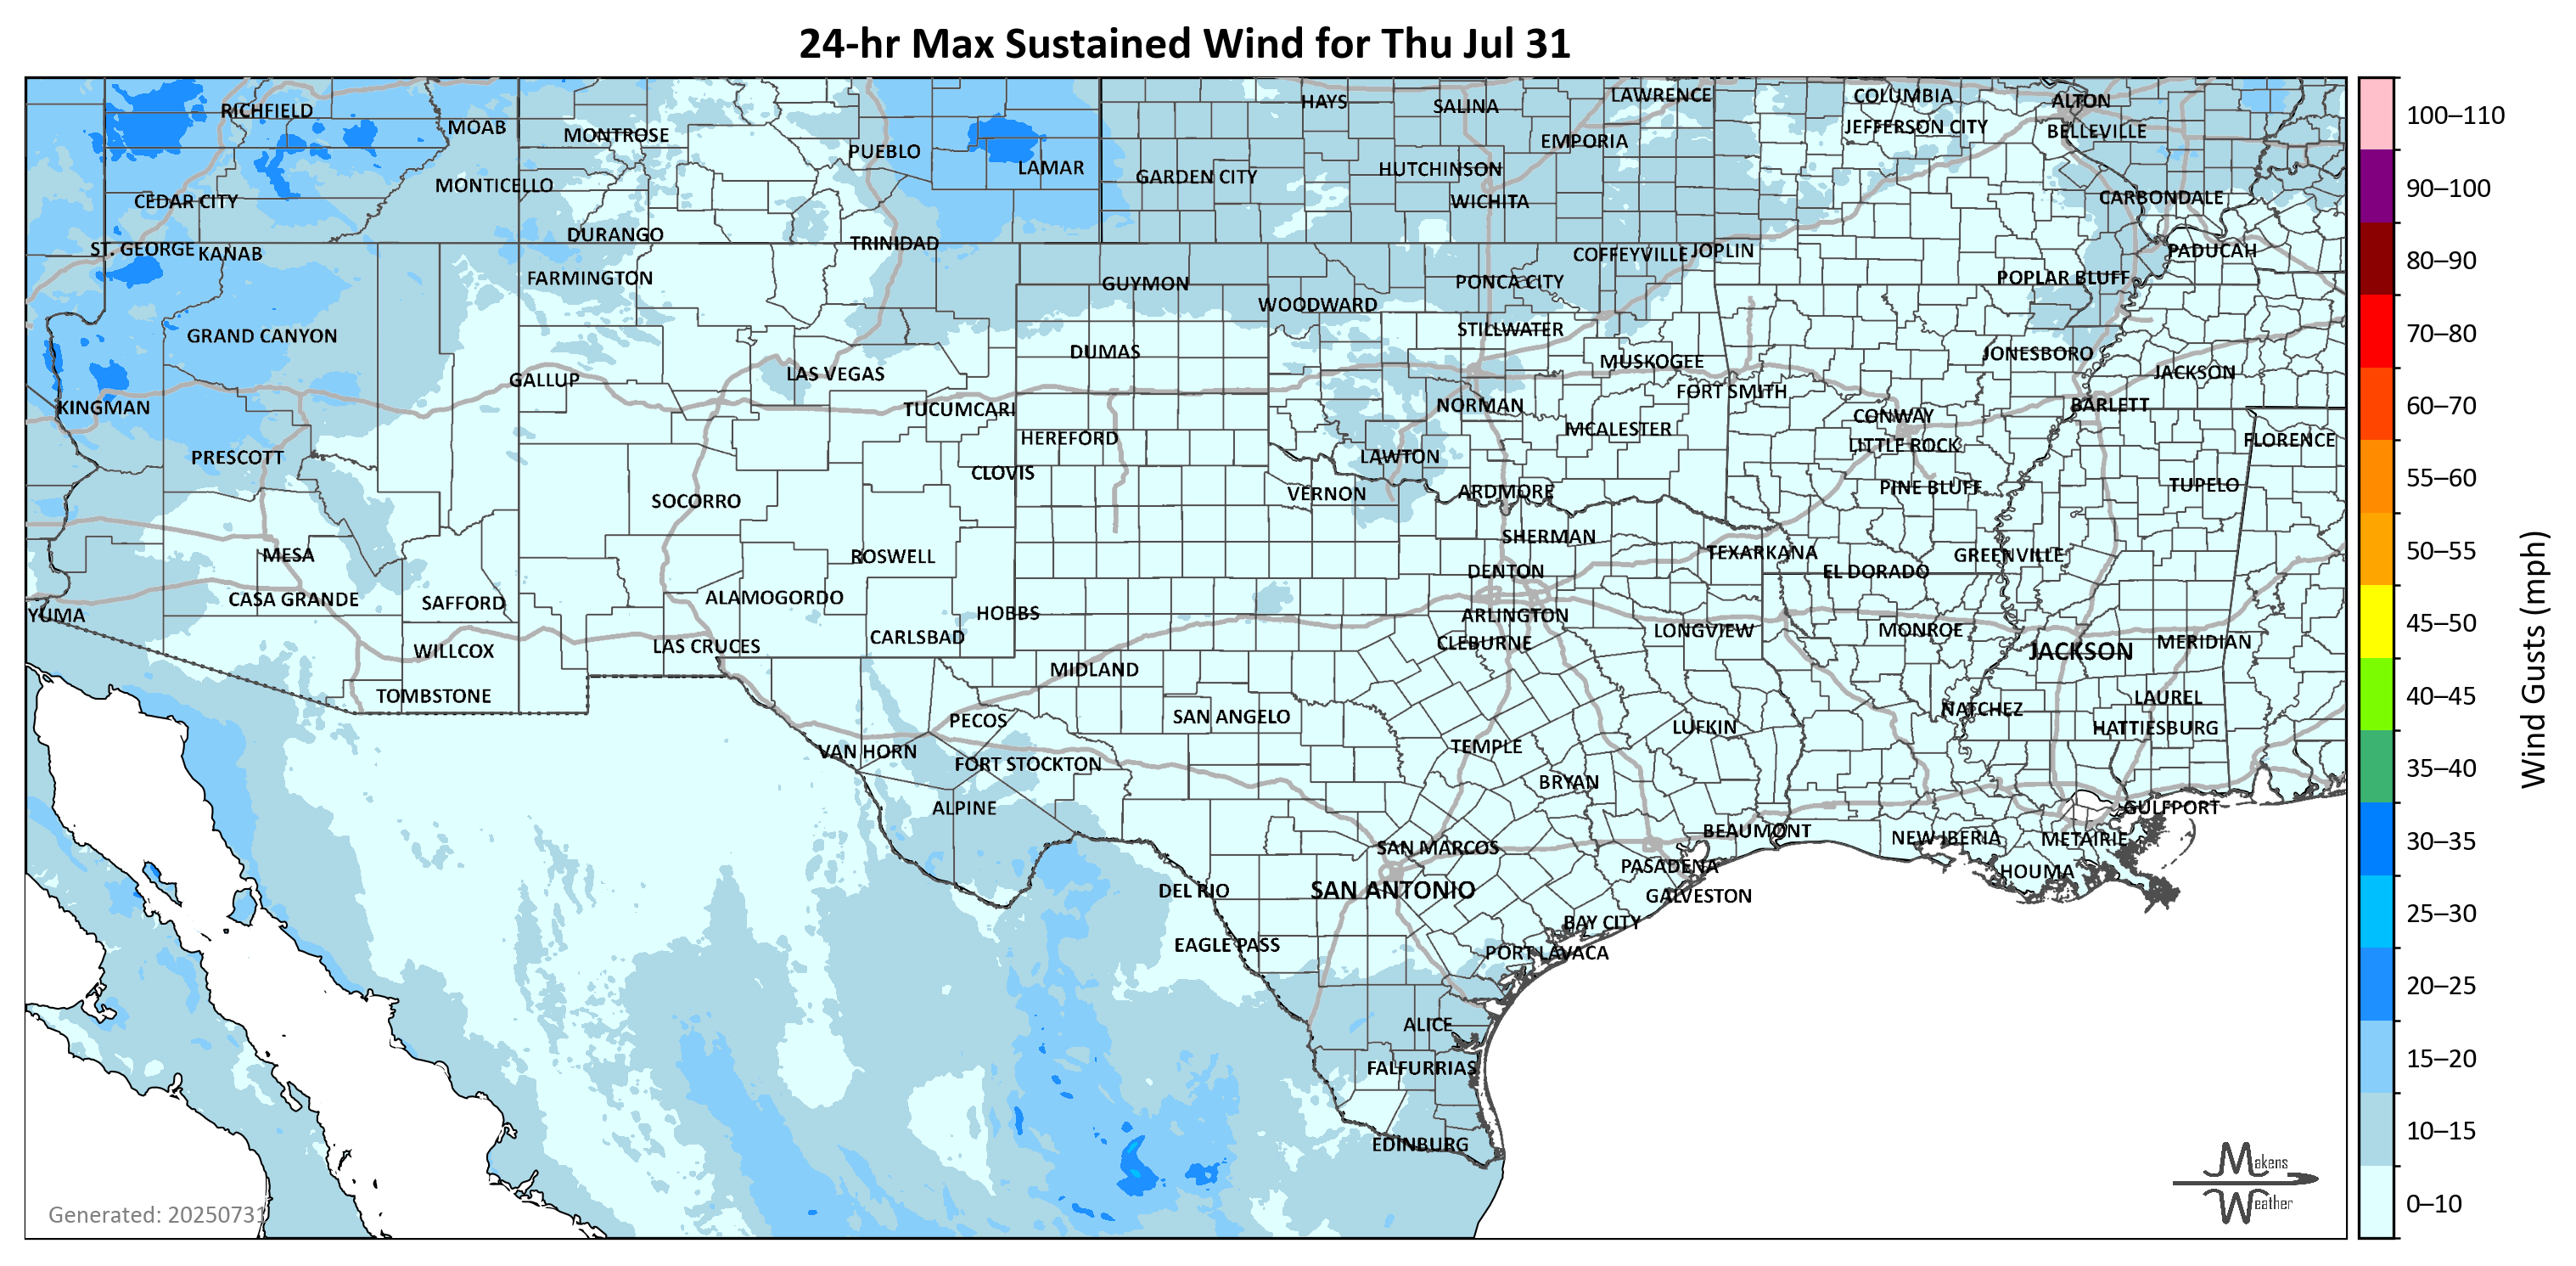 24-hr Max Sustained Wind for Thu Jul 31
RICHFIELD
MOAB
MONTROSE
PUEBLO
LAMAR
HAYS
SALINA
LAWRENCE
COLUMBIA
ALTON
EMPORIA
JEFFERSON CITY
BELLEVILLE
MONTICELLO
GARDEN CITY
HUTCHINSON
CEDAR CITY
WICHITA
CARBONDALE
DURANGO
TRINIDAD
ST. GEORGE
KANAB
COFFEYVILLE
JOPLIN
PADUCAH
FARMINGTON
GUYMON
PONCA CITY
POPLAR BLUFF
WOODWARD
GRAND CANYON
STILLWATER
DUMAS
MUSKOGEE
JONESBORO
GALLUP
LAS VEGAS
FORT SMITH
JACKSON
KINGMAN
TUCUMCARI
NORMAN
CONWAY
BARLETT
HEREFORD
MCALESTER
LITTLE ROCK
FLORENCE
PRESCOTT
CLOVIS
LAWTON
SOCORRO
VERNON
ARDMORE
PINE BLUFF
TUPELO
MESA
ROSWELL
SHERMAN
TEXARKANA
GREENVILLE
DENTON
EL DORADO
CASA GRANDE
SAFFORD
ALAMOGORDO
HOBBS
ARLINGTON
YUMA
WILLCOX
LAS CRUCES
CARLSBAD
CLEBURNE
LONGVIEW
MONROE
JACKSON
MERIDIAN
MIDLAND
TOMBSTONE
PECOS
SAN ANGELO
LUFKIN
NATCHEZ
LAUREL
HATTIESBURG
VAN HORN
FORT STOCKTON
TEMPLE
BRYAN
ALPINE
GULFPORT
SAN MARCOS
BEAUMONT
NEW IBERIA
METAIRIE
PASADENA
HOUMA
DEL RIO
SAN ANTONIO
GALVESTON
BAY CITY
EAGLE PASS
PORT LAVACA
ALICE
FALFURRIAS
EDINBURG
Generated: 20250731
Makens
Weather
100–110
90–100
80–90
70–80
60–70
55–60
50–55
45–50
40–45
35–40
30–35
25–30
20–25
15–20
10–15
0–10
Wind Gusts (mph)